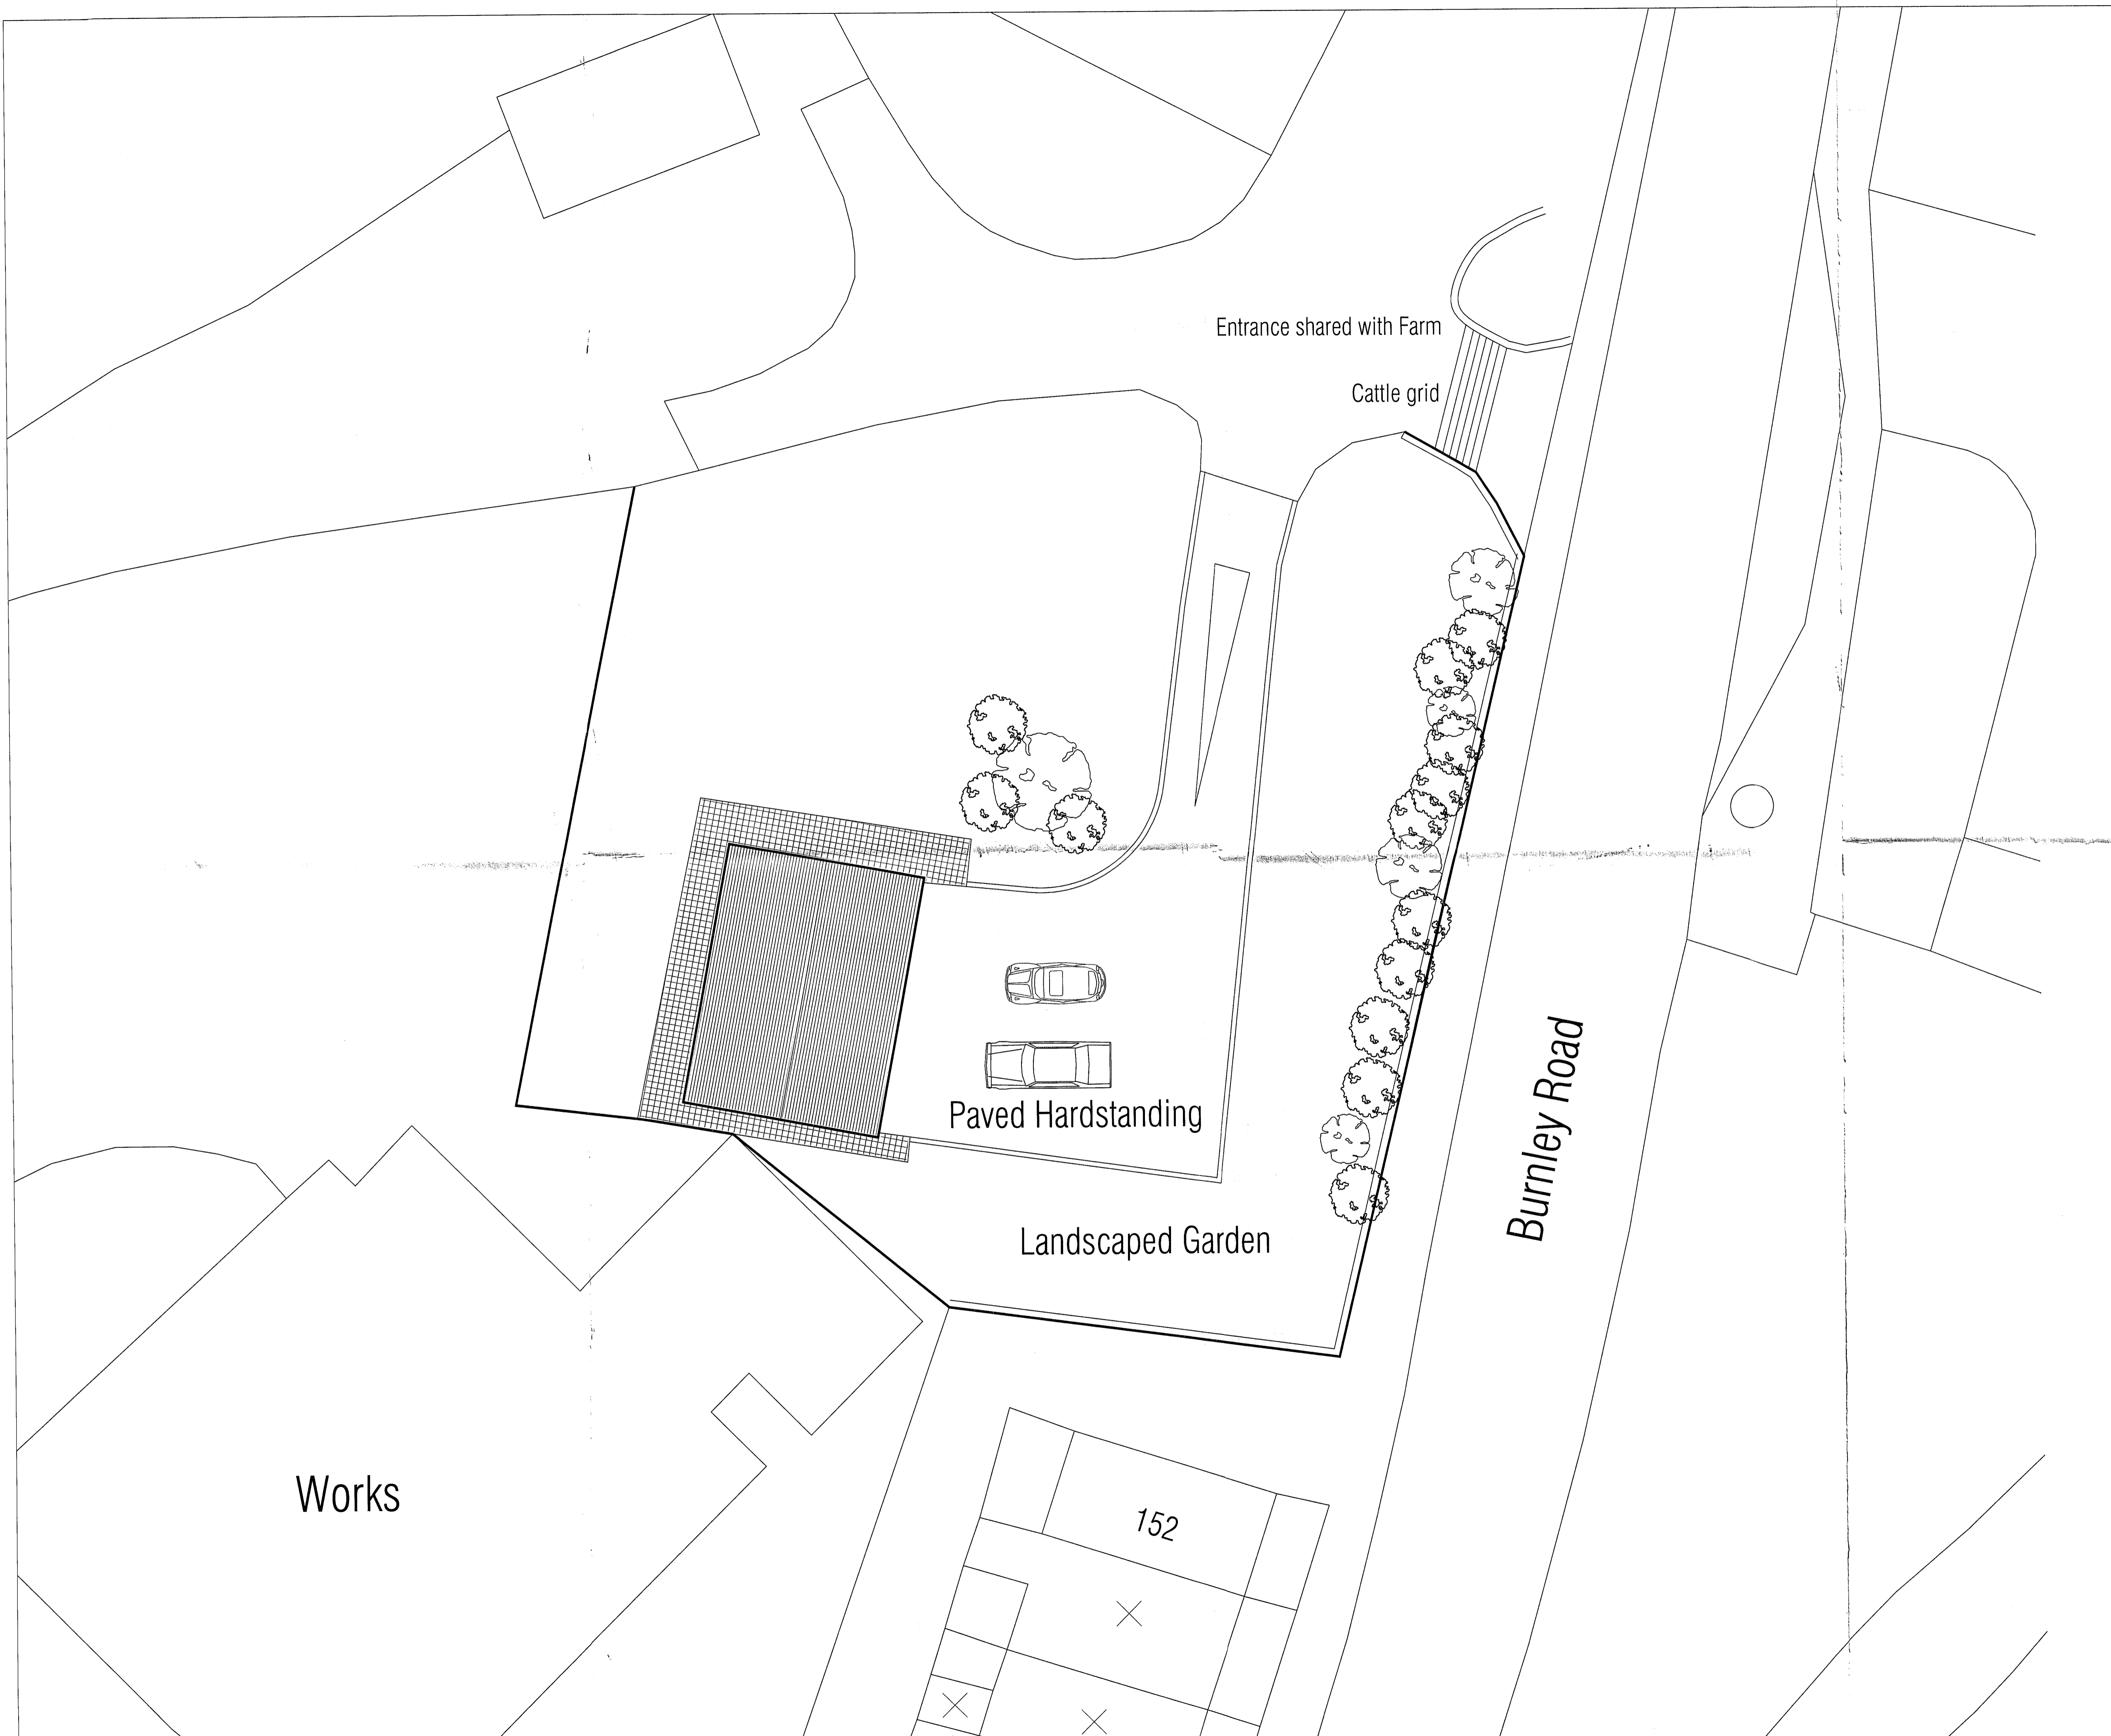 Entrance shared with Farm
Cattle grid
Paved Hardstanding
Burnley Road
Landscaped Garden
Works
152